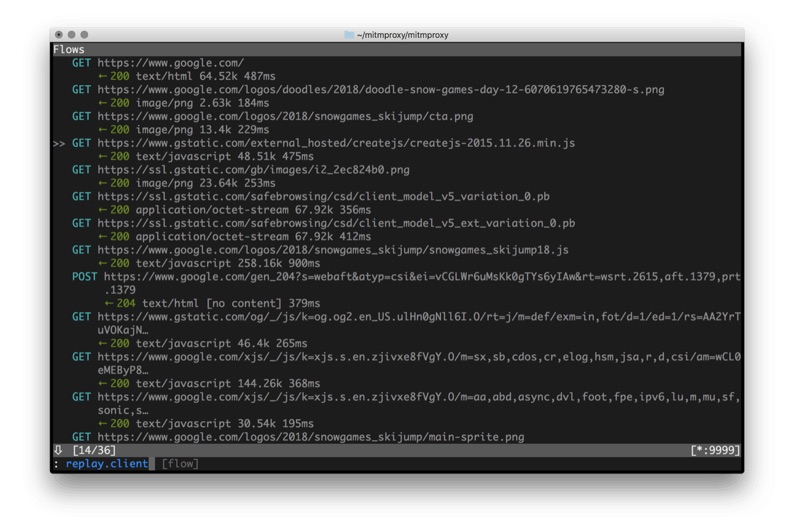 ~/mitmproxy/mitmproxy
Flows
GET https://www.google.com/
← 200 text/html 64.52k 487ms
GET https://www.google.com/logos/doodles/2018/doodle-snow-games-day-12-6070619765473280-s.png
← 200 image/png 2.63k 184ms
GET https://www.google.com/logos/2018/snowgames_skijump/cta.png
← 200 image/png 13.4k 229ms
>> GET https://www.gstatic.com/external_hosted/createjs/createjs-2015.11.26.min.js
← 200 text/javascript 48.51k 475ms
GET https://ssl.gstatic.com/gb/images/i2_2ec824b0.png
← 200 image/png 23.64k 253ms
GET https://ssl.gstatic.com/safebrowsing/csd/client_model_v5_variation_0.pb
← 200 application/octet-stream 67.92k 356ms
GET https://ssl.gstatic.com/safebrowsing/csd/client_model_v5_ext_variation_0.pb
← 200 application/octet-stream 67.92k 412ms
GET https://www.google.com/logos/2018/snowgames_skijump/snowgames_skijump18.js
← 200 text/javascript 258.16k 900ms
POST https://www.google.com/gen_204?s=webaft&atyp=csi&ei=vCGLWr6uMsKk0gTYs6yIAw&rt=wsrt.2615,aft.1379,prt
.1379
← 204 text/html [no content] 379ms
GET https://www.gstatic.com/og/_/js/k=og.og2.en_US.ulHn0gNll6I.O/rt=j/m=def/exm=in,fot/d=1/ed=1/rs=AA2YrT
uVOKajN…
← 200 text/javascript 46.4k 265ms
GET https://www.google.com/xjs/_/js/k=xjs.s.en.zjivxe8fVgY.O/m=sx,sb,cdos,cr,elog,hsm,jsa,r,d,csi/am=wCL0
eMEByP8…
← 200 text/javascript 144.26k 368ms
GET https://www.google.com/xjs/_/js/k=xjs.s.en.zjivxe8fVgY.O/m=aa,abd,async,dvl,foot,fpe,ipv6,lu,m,mu,sf,
sonic,s…
← 200 text/javascript 30.54k 195ms
GET https://www.google.com/logos/2018/snowgames_skijump/main-sprite.png
⇩ [14/36] [*:9999]
: replay.client [flow]